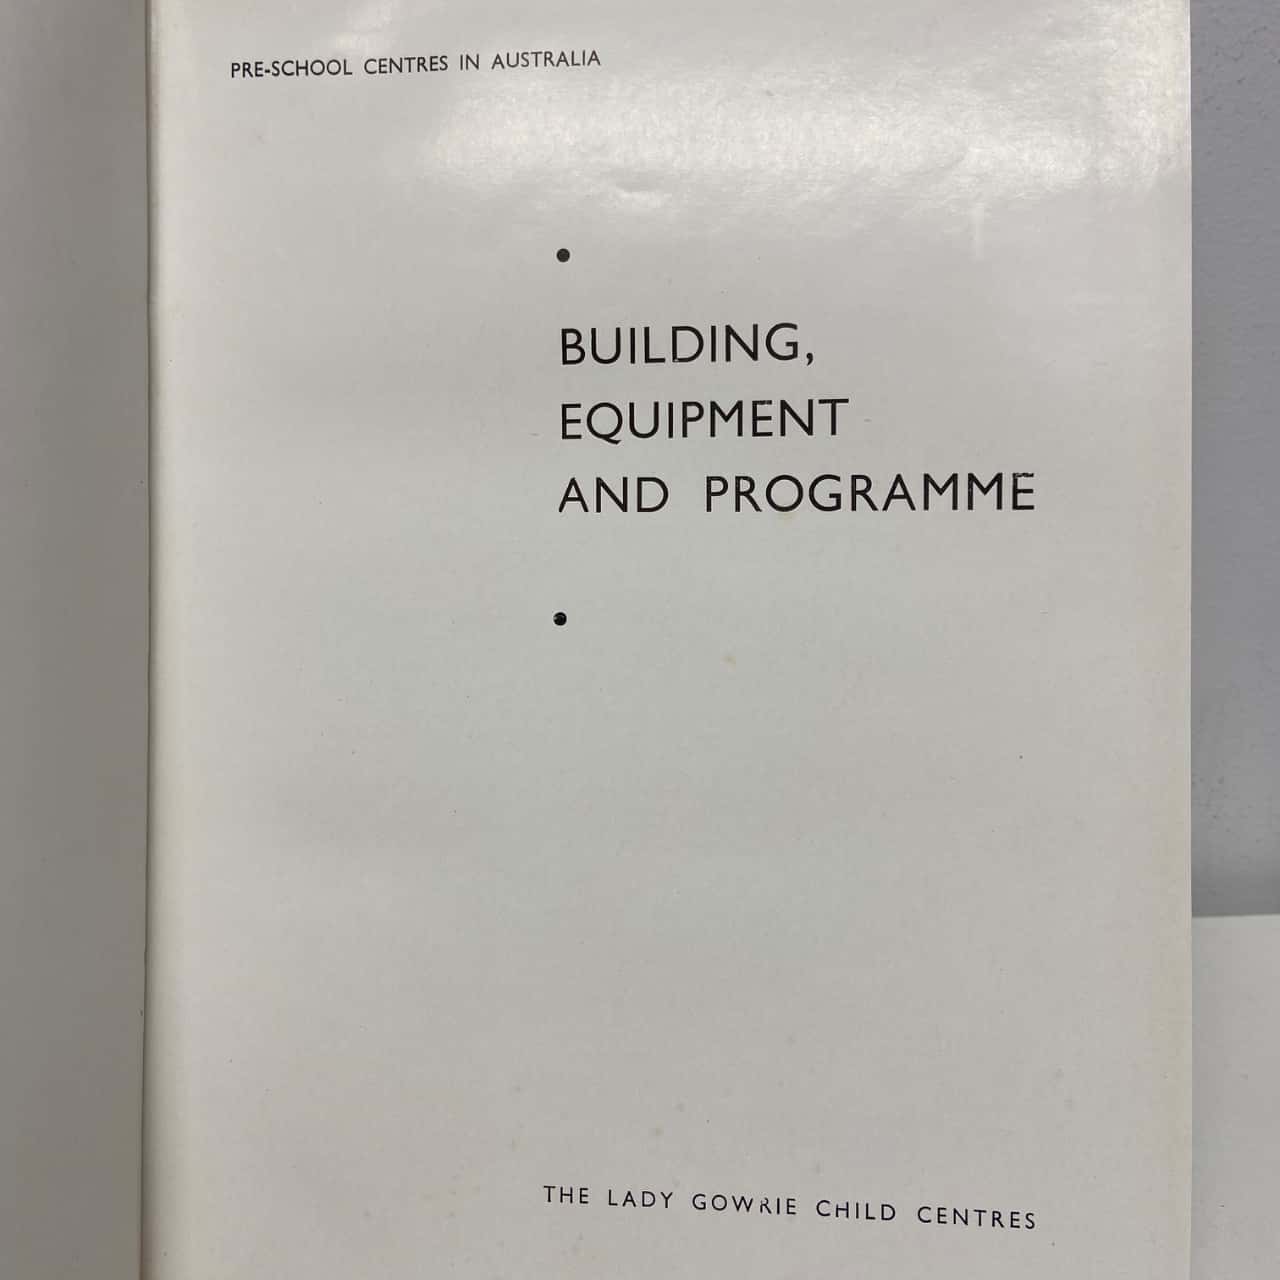 PRE-SCHOOL CENTRES IN AUSTRALIA
BUILDING,
EQUIPMENT
AND PROGRAMME
THE LADY GOWRIE CHILD CENTRES